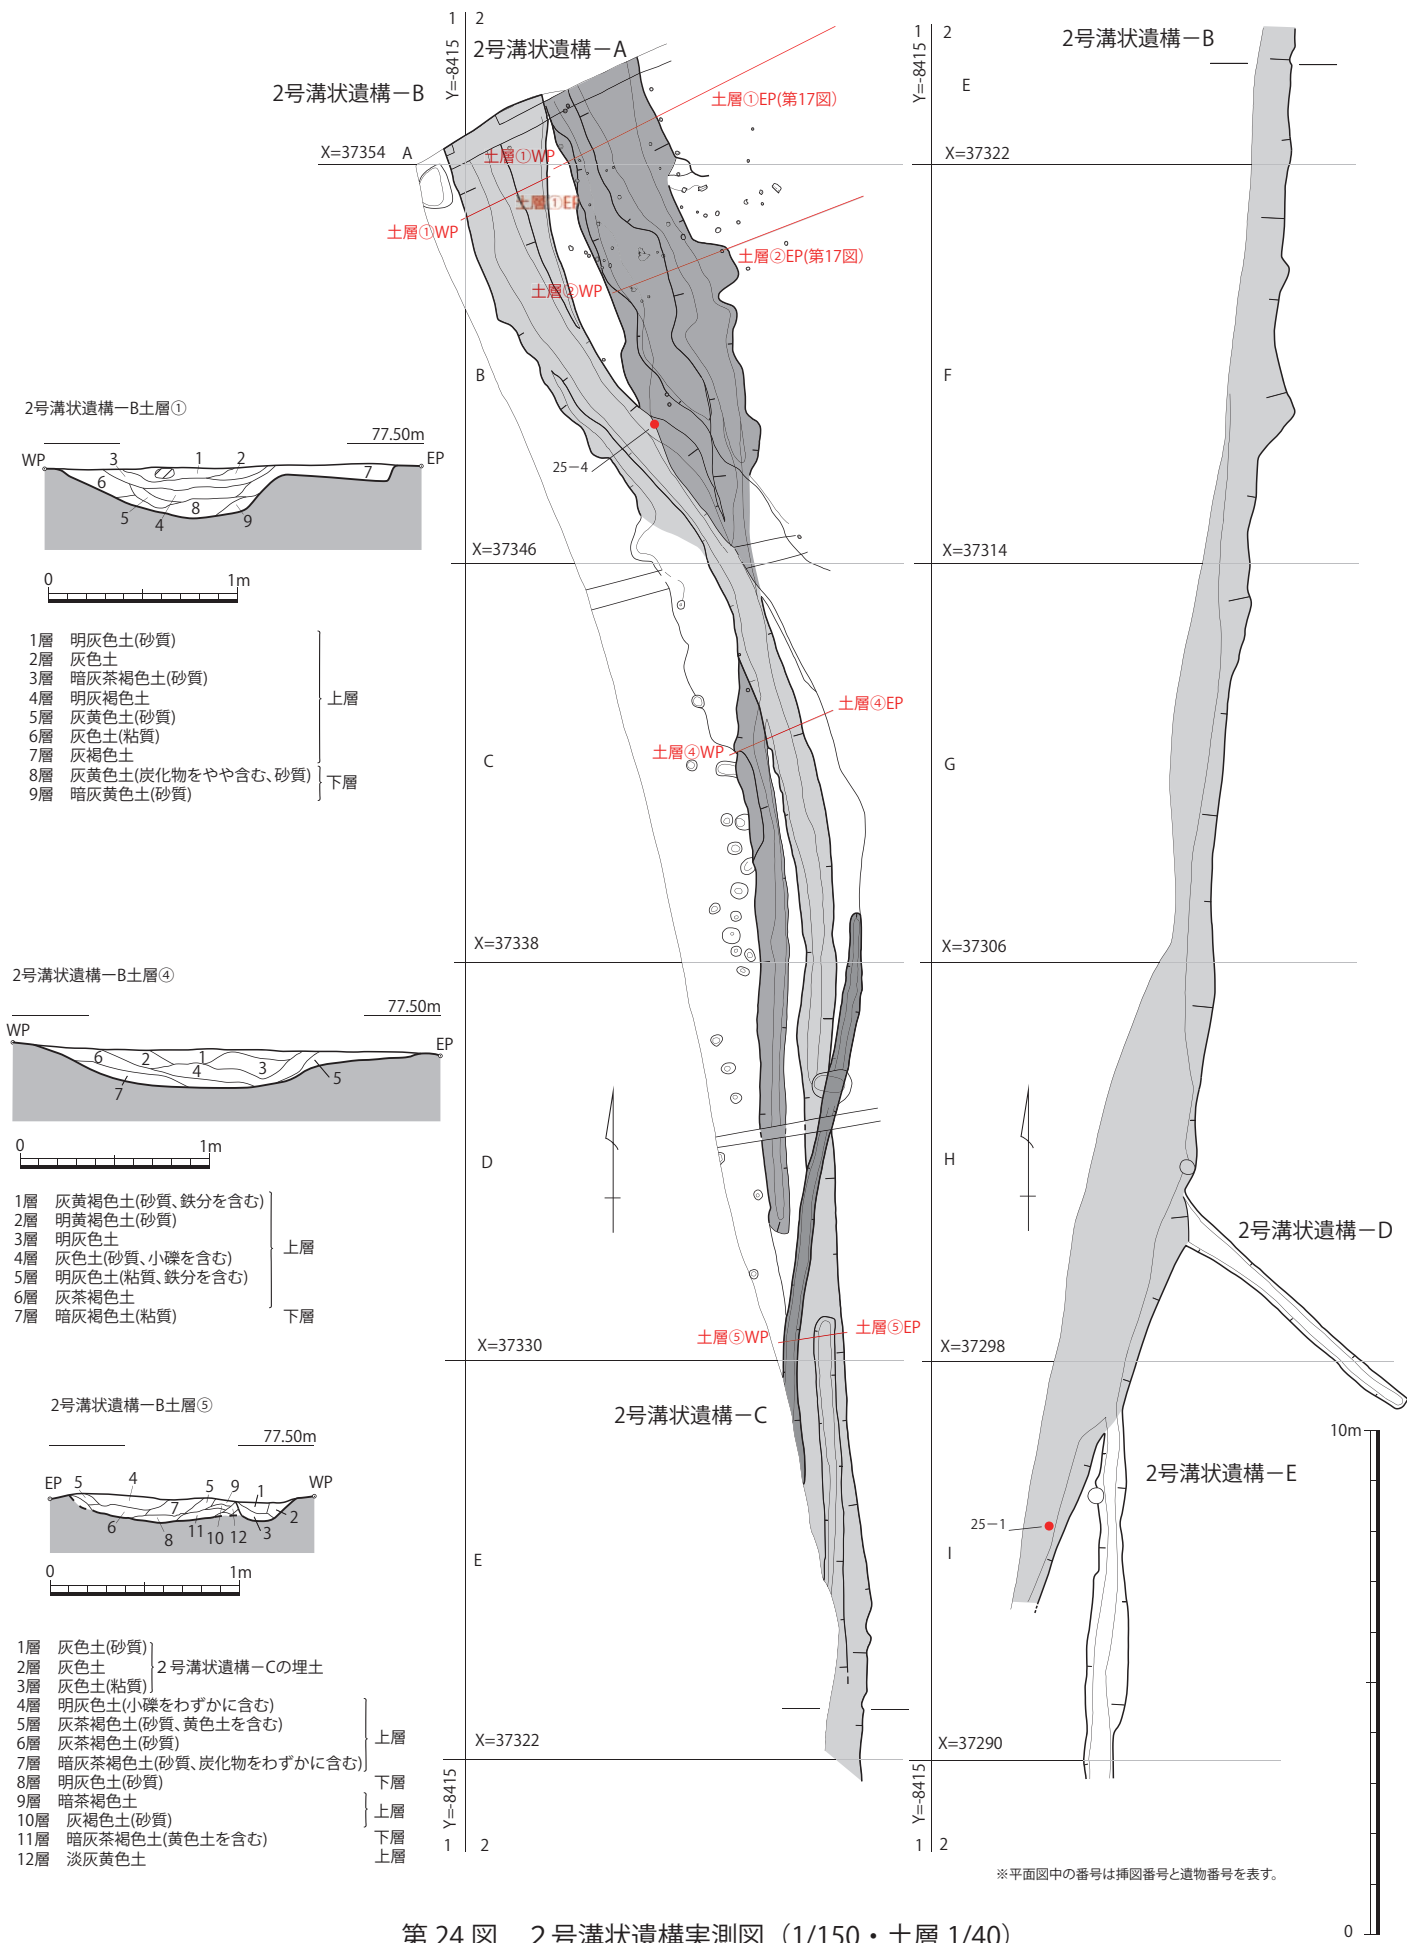 1 2
Y=-8415
2号溝状遺構－A
2号溝状遺構－B
土層①EP(第17図)
X=37354 A
土層①WP
土層①EP
土層①WP
土層②EP(第17図)
土層②WP
B
25－4
X=37346
土層④EP
土層④WP
C
X=37338
D
土層⑤WP
土層⑤EP
X=37330
2号溝状遺構－C
E
X=37322
Y=-8415
1 2
1 2
Y=-8415
2号溝状遺構－B
E
X=37322
F
X=37314
G
X=37306
H
2号溝状遺構－D
X=37298
10m
2号溝状遺構－E
25－1
I
X=37290
Y=-8415
1 2
0
※平面図中の番号は挿図番号と遺物番号を表す。
2号溝状遺構－B土層①
77.50m
WP 3 1 2 7 EP
6 8
5 4 9
0 1m
1層 明灰色土(砂質)
2層 灰色土
3層 暗灰茶褐色土(砂質)
4層 明灰褐色土
5層 灰黄色土(砂質)
6層 灰色土(粘質)
7層 灰褐色土
上層
8層 灰黄色土(炭化物をやや含む、砂質)
9層 暗灰黄色土(砂質)
下層
2号溝状遺構－B土層④
77.50m
WP EP
6 2 1 4 3 5
7
0 1m
1層 灰黄褐色土(砂質、鉄分を含む)
2層 明黄褐色土(砂質)
3層 明灰色土
4層 灰色土(砂質、小礫を含む)
5層 明灰色土(粘質、鉄分を含む)
6層 灰茶褐色土
上層
7層 暗灰褐色土(粘質) 下層
2号溝状遺構－B土層⑤
77.50m
EP 5 4 5 9 1 WP
7 2
6 8 11 10 12 3
0 1m
1層 灰色土(砂質)
2層 灰色土
3層 灰色土(粘質)
２号溝状遺構－Cの埋土
4層 明灰色土(小礫をわずかに含む)
5層 灰茶褐色土(砂質、黄色土を含む)
6層 灰茶褐色土(砂質)
7層 暗灰茶褐色土(砂質、炭化物をわずかに含む)
上層
8層 明灰色土(砂質) 下層
9層 暗茶褐色土
10層 灰褐色土(砂質)
上層
11層 暗灰茶褐色土(黄色土を含む) 下層
12層 淡灰黄色土 上層
第 24 図 ２号溝状遺構実測図（1/150・土層 1/40）